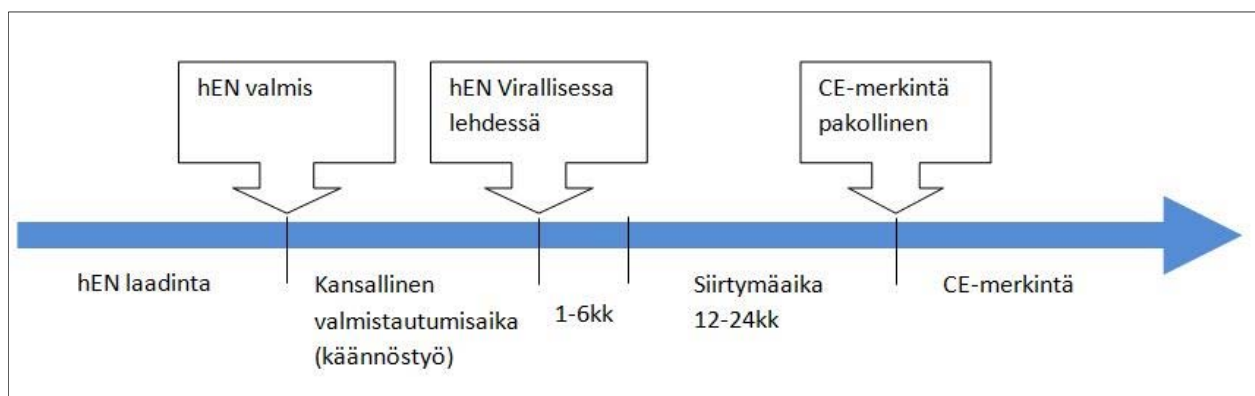 hEN valmis
hEN Virallisessa
lehdessä
CE-merkintä
pakollinen
hEN laadinta
Kansallinen
valmistautumisaika
(käännöstyö)
1-6kk
Siirtymäaika
12-24kk
CE-merkintä